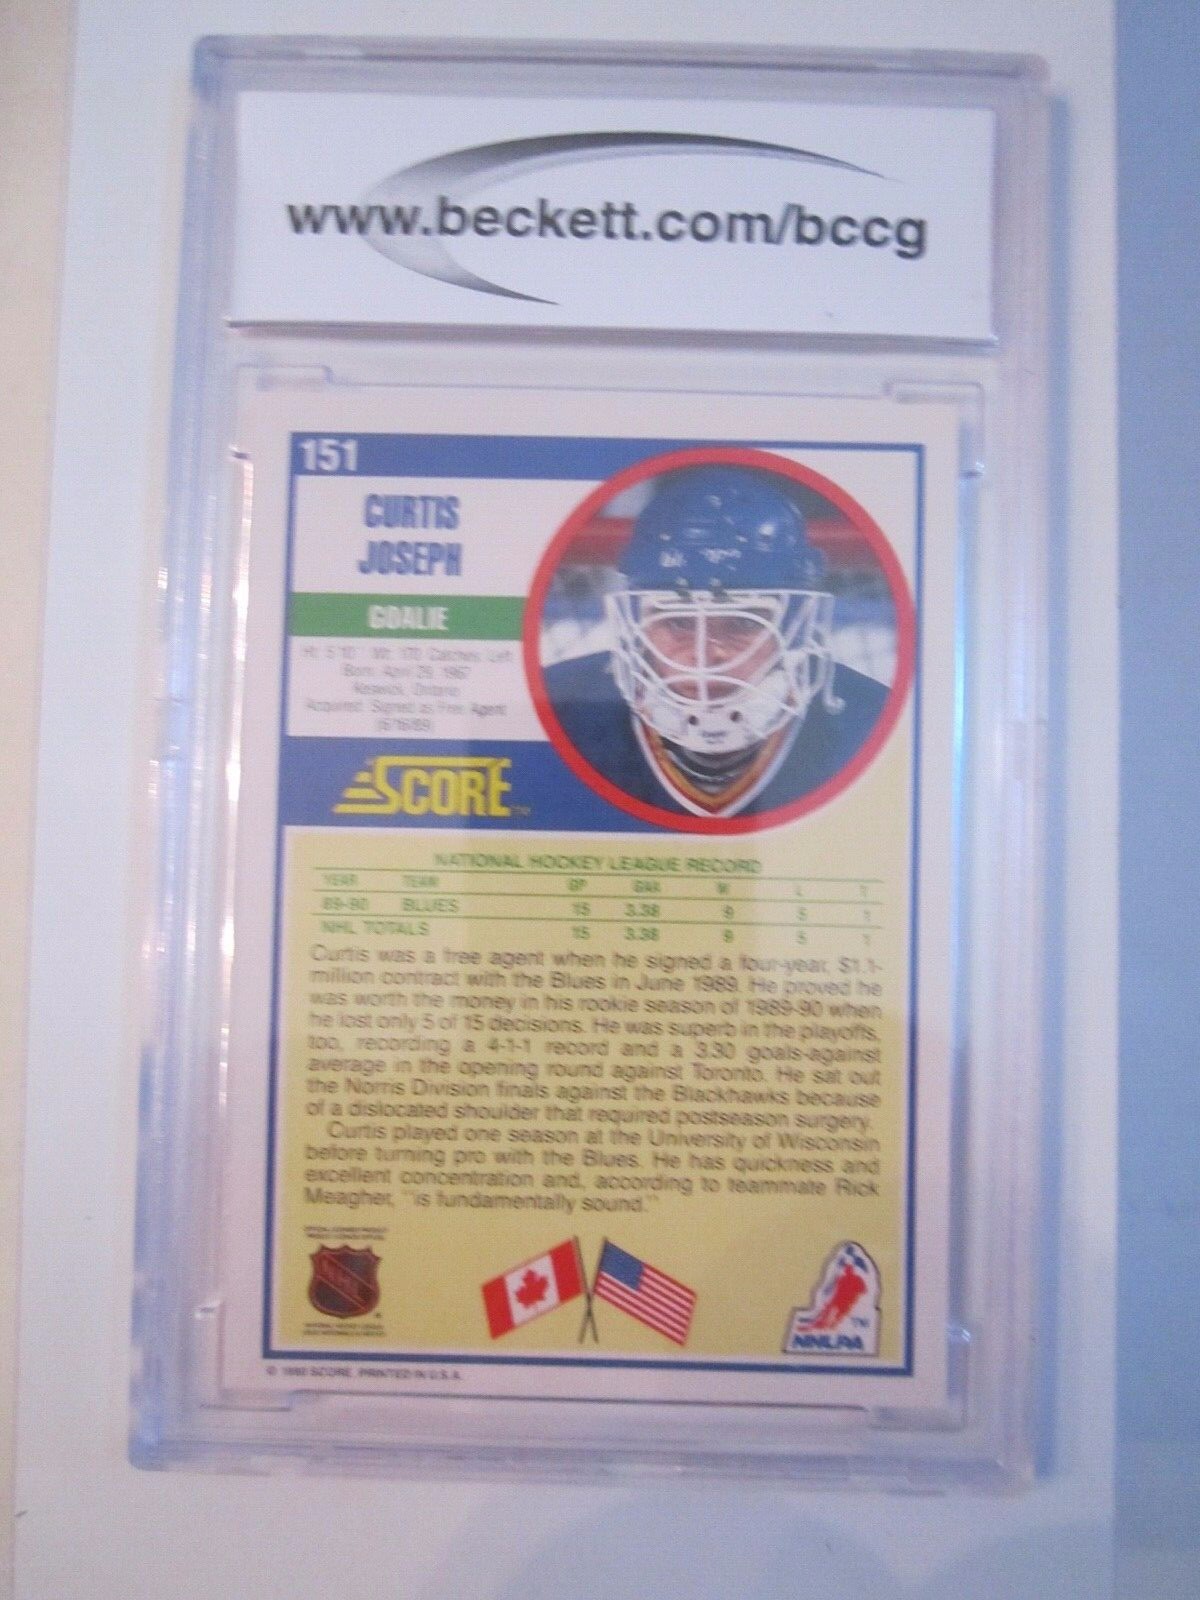 www.beckett.com/bccg
151
CURTIS
JOSEPH
GOALIE
Ht: 5'10" Wt: 170 Catches: Left
Born: April 29, 1967
Keswick, Ontario
Acquired: Signed as Free Agent
(6/16/89)
SCORE™
NATIONAL HOCKEY LEAGUE RECORD
YEAR TEAM GP GAA W L T
89-90 BLUES 15 3.38 9 5 1
NHL TOTALS 15 3.38 9 5 1
Curtis was a free agent when he signed a four-year, $1.1-
million contract with the Blues in June 1989. He proved he
was worth the money in his rookie season of 1989-90 when
he lost only 5 of 15 decisions. He was superb in the playoffs,
too, recording a 4-1-1 record and a 3.30 goals-against
average in the opening round against Toronto. He sat out
the Norris Division finals against the Blackhawks because
of a dislocated shoulder that required postseason surgery.
Curtis played one season at the University of Wisconsin
before turning pro with the Blues. He has quickness and
excellent concentration and, according to teammate Rick
Meagher, "is fundamentally sound."
NHL
TM
NHLPA
© 1990 SCORE, PRINTED IN U.S.A.